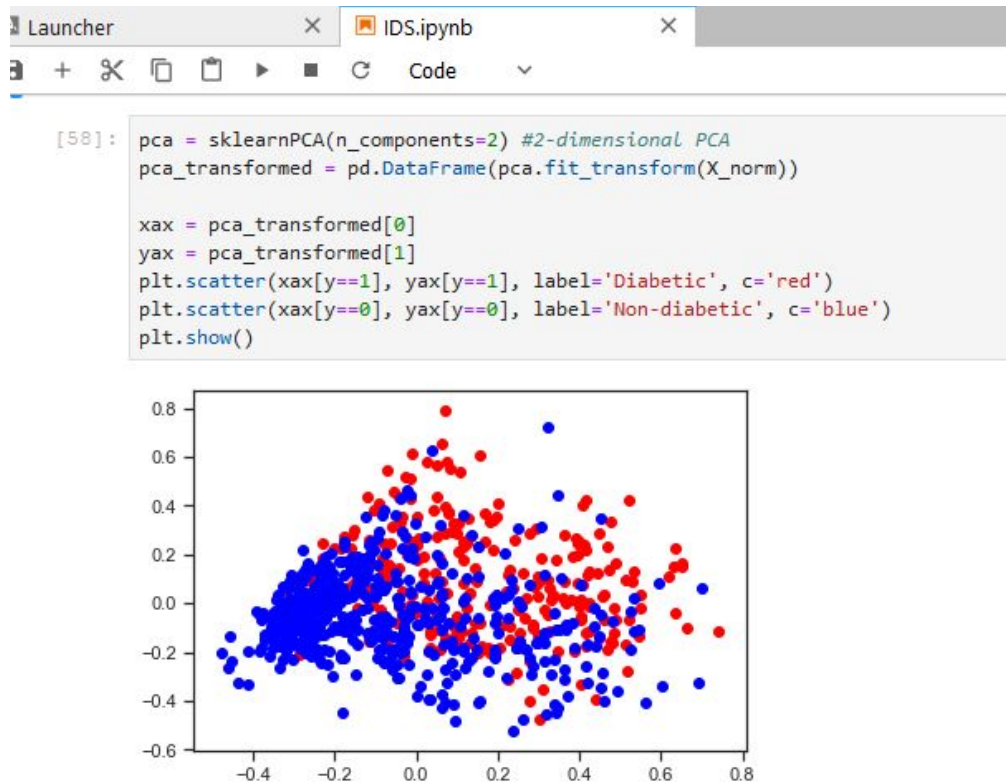 Launcher
IDS.ipynb
Code
[58]: pca = sklearnPCA(n_components=2) #2-dimensional PCA
pca_transformed = pd.DataFrame(pca.fit_transform(X_norm))
xax = pca_transformed[0]
yax = pca_transformed[1]
plt.scatter(xax[y==1], yax[y==1], label='Diabetic', c='red')
plt.scatter(xax[y==0], yax[y==0], label='Non-diabetic', c='blue')
plt.show()
0.8
0.6
0.4
0.2
0.0
−0.2
−0.4
−0.6
−0.4 −0.2 0.0 0.2 0.4 0.6 0.8